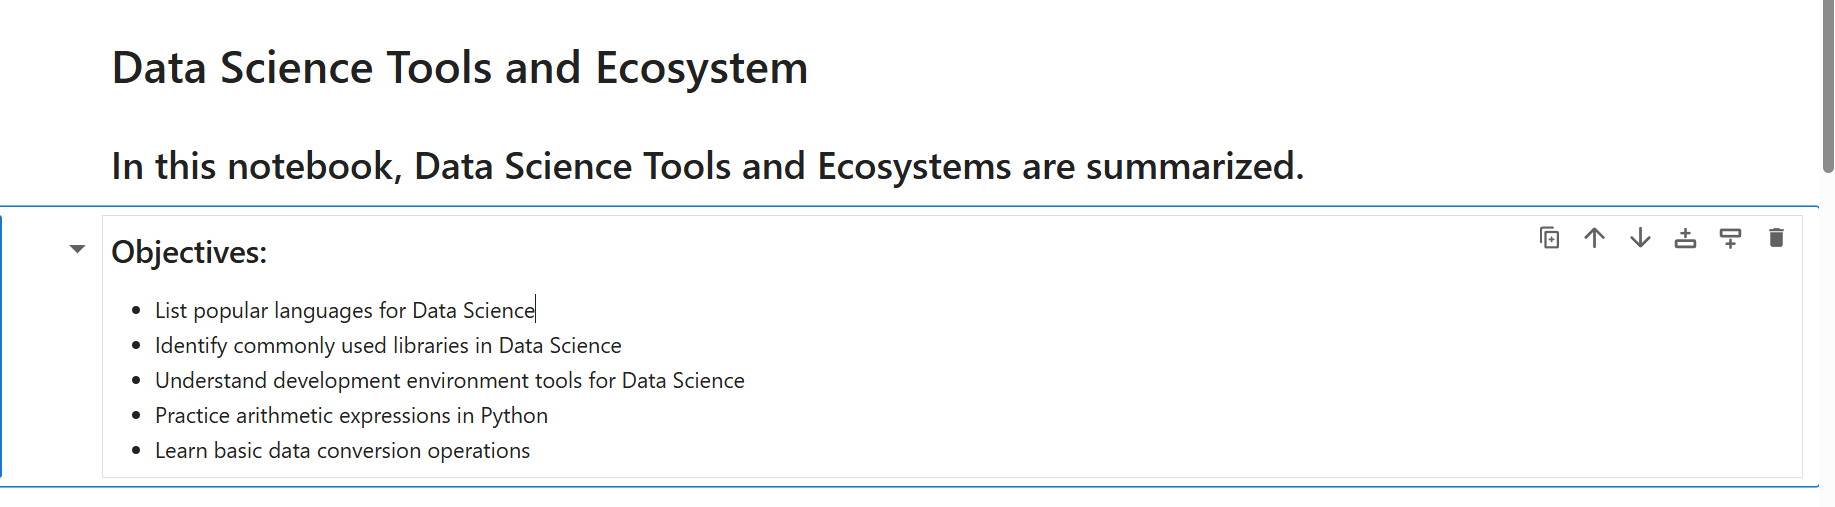 Data Science Tools and Ecosystem
In this notebook, Data Science Tools and Ecosystems are summarized.
Objectives:
• List popular languages for Data Science
• Identify commonly used libraries in Data Science
• Understand development environment tools for Data Science
• Practice arithmetic expressions in Python
• Learn basic data conversion operations